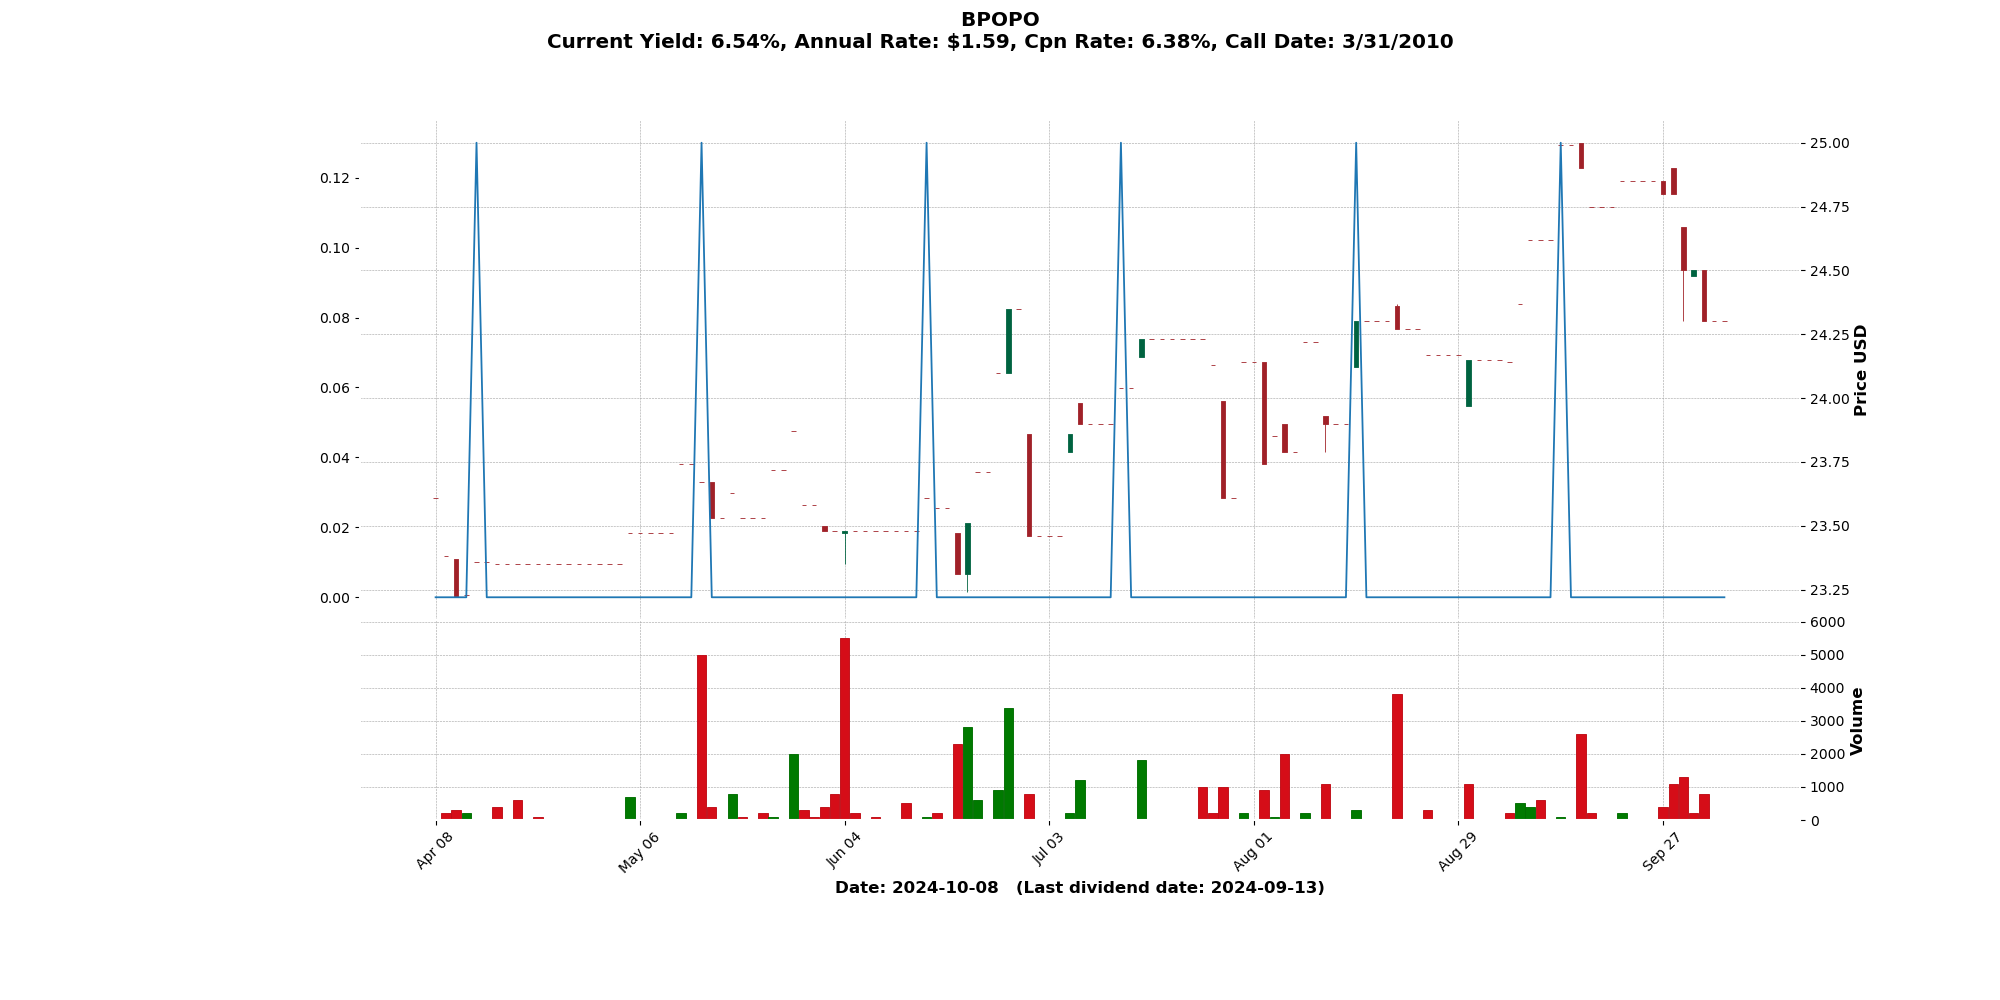 BPOPO
Current Yield: 6.54%, Annual Rate: $1.59, Cpn Rate: 6.38%, Call Date: 3/31/2010
0.12
0.10
0.08
0.06
0.04
0.02
0.00
25.00
24.75
24.50
24.25
24.00
23.75
23.50
23.25
Price USD
6000
5000
4000
3000
2000
1000
0
Volume
Apr 08
May 06
Jun 04
Jul 03
Aug 01
Aug 29
Sep 27
Date: 2024-10-08 (Last dividend date: 2024-09-13)